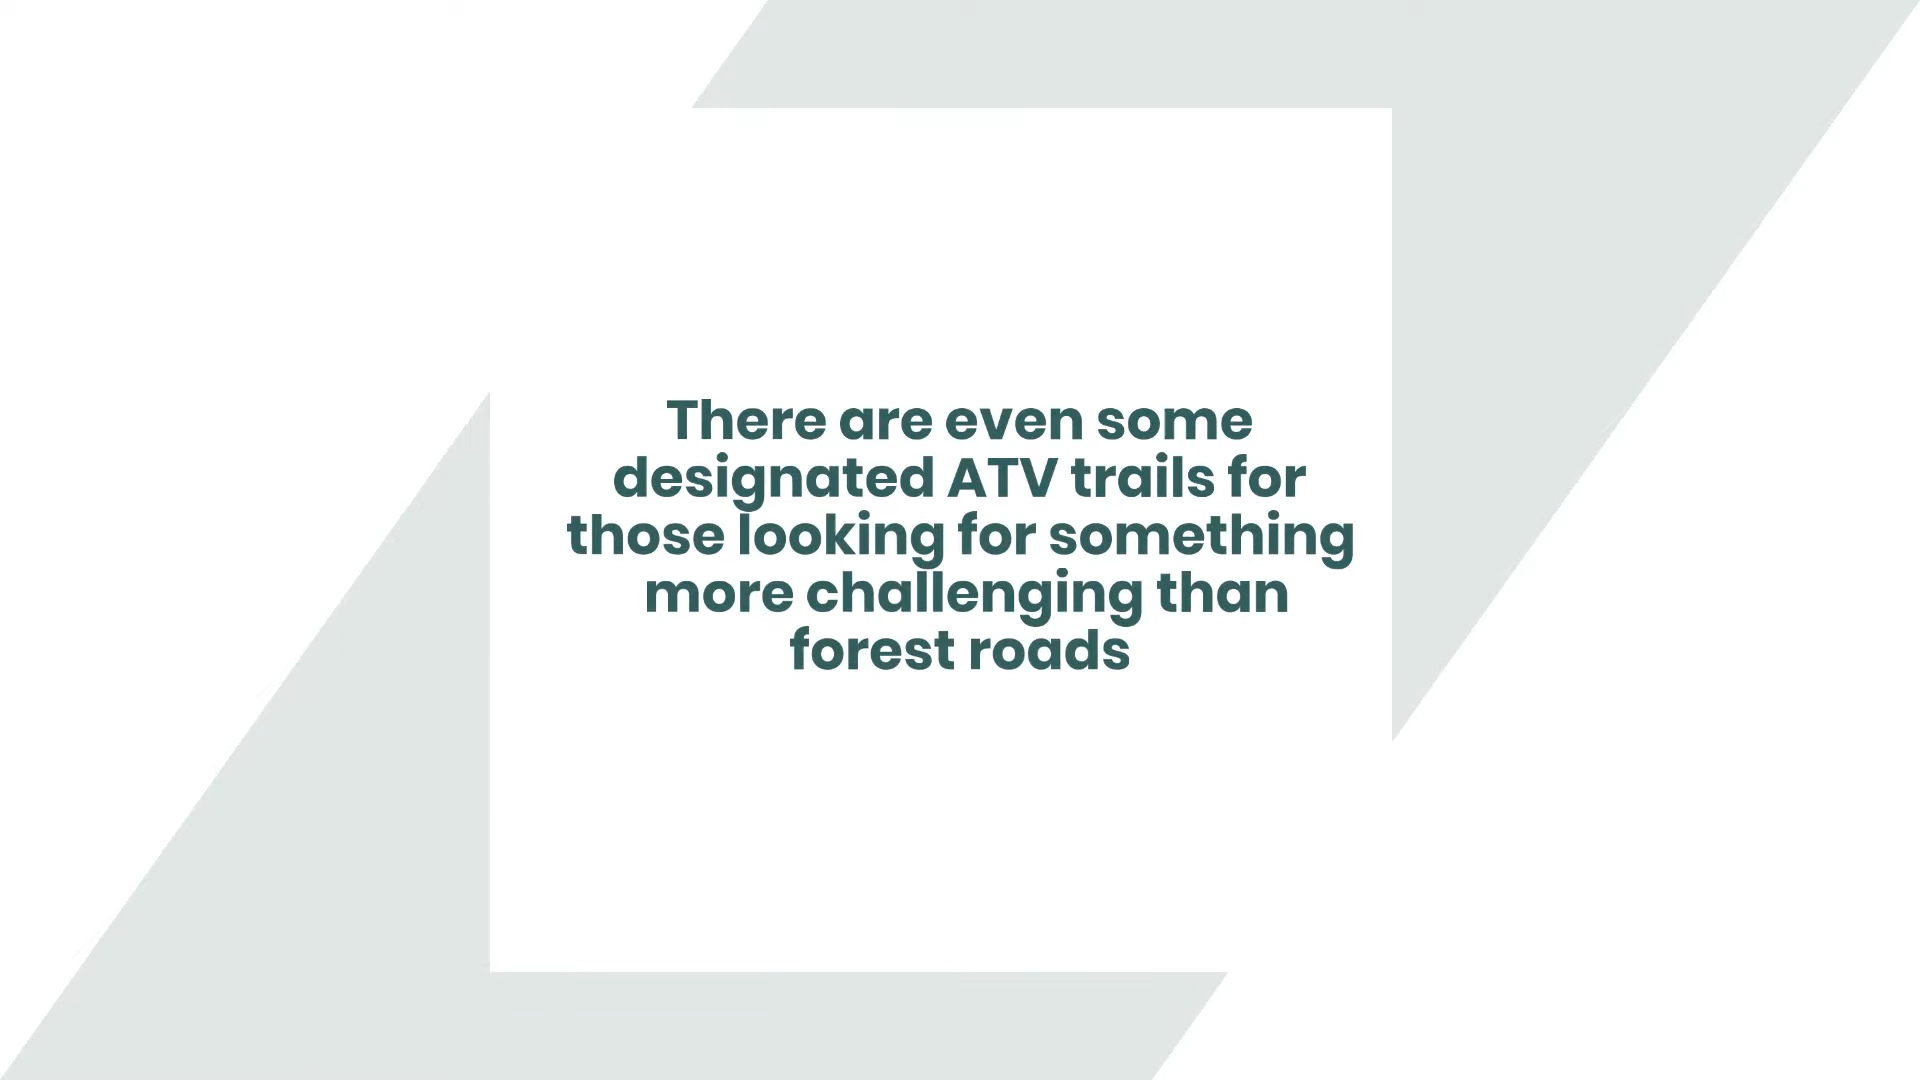 There are even some
designated ATV trails for
those looking for something
more challenging than
forest roads